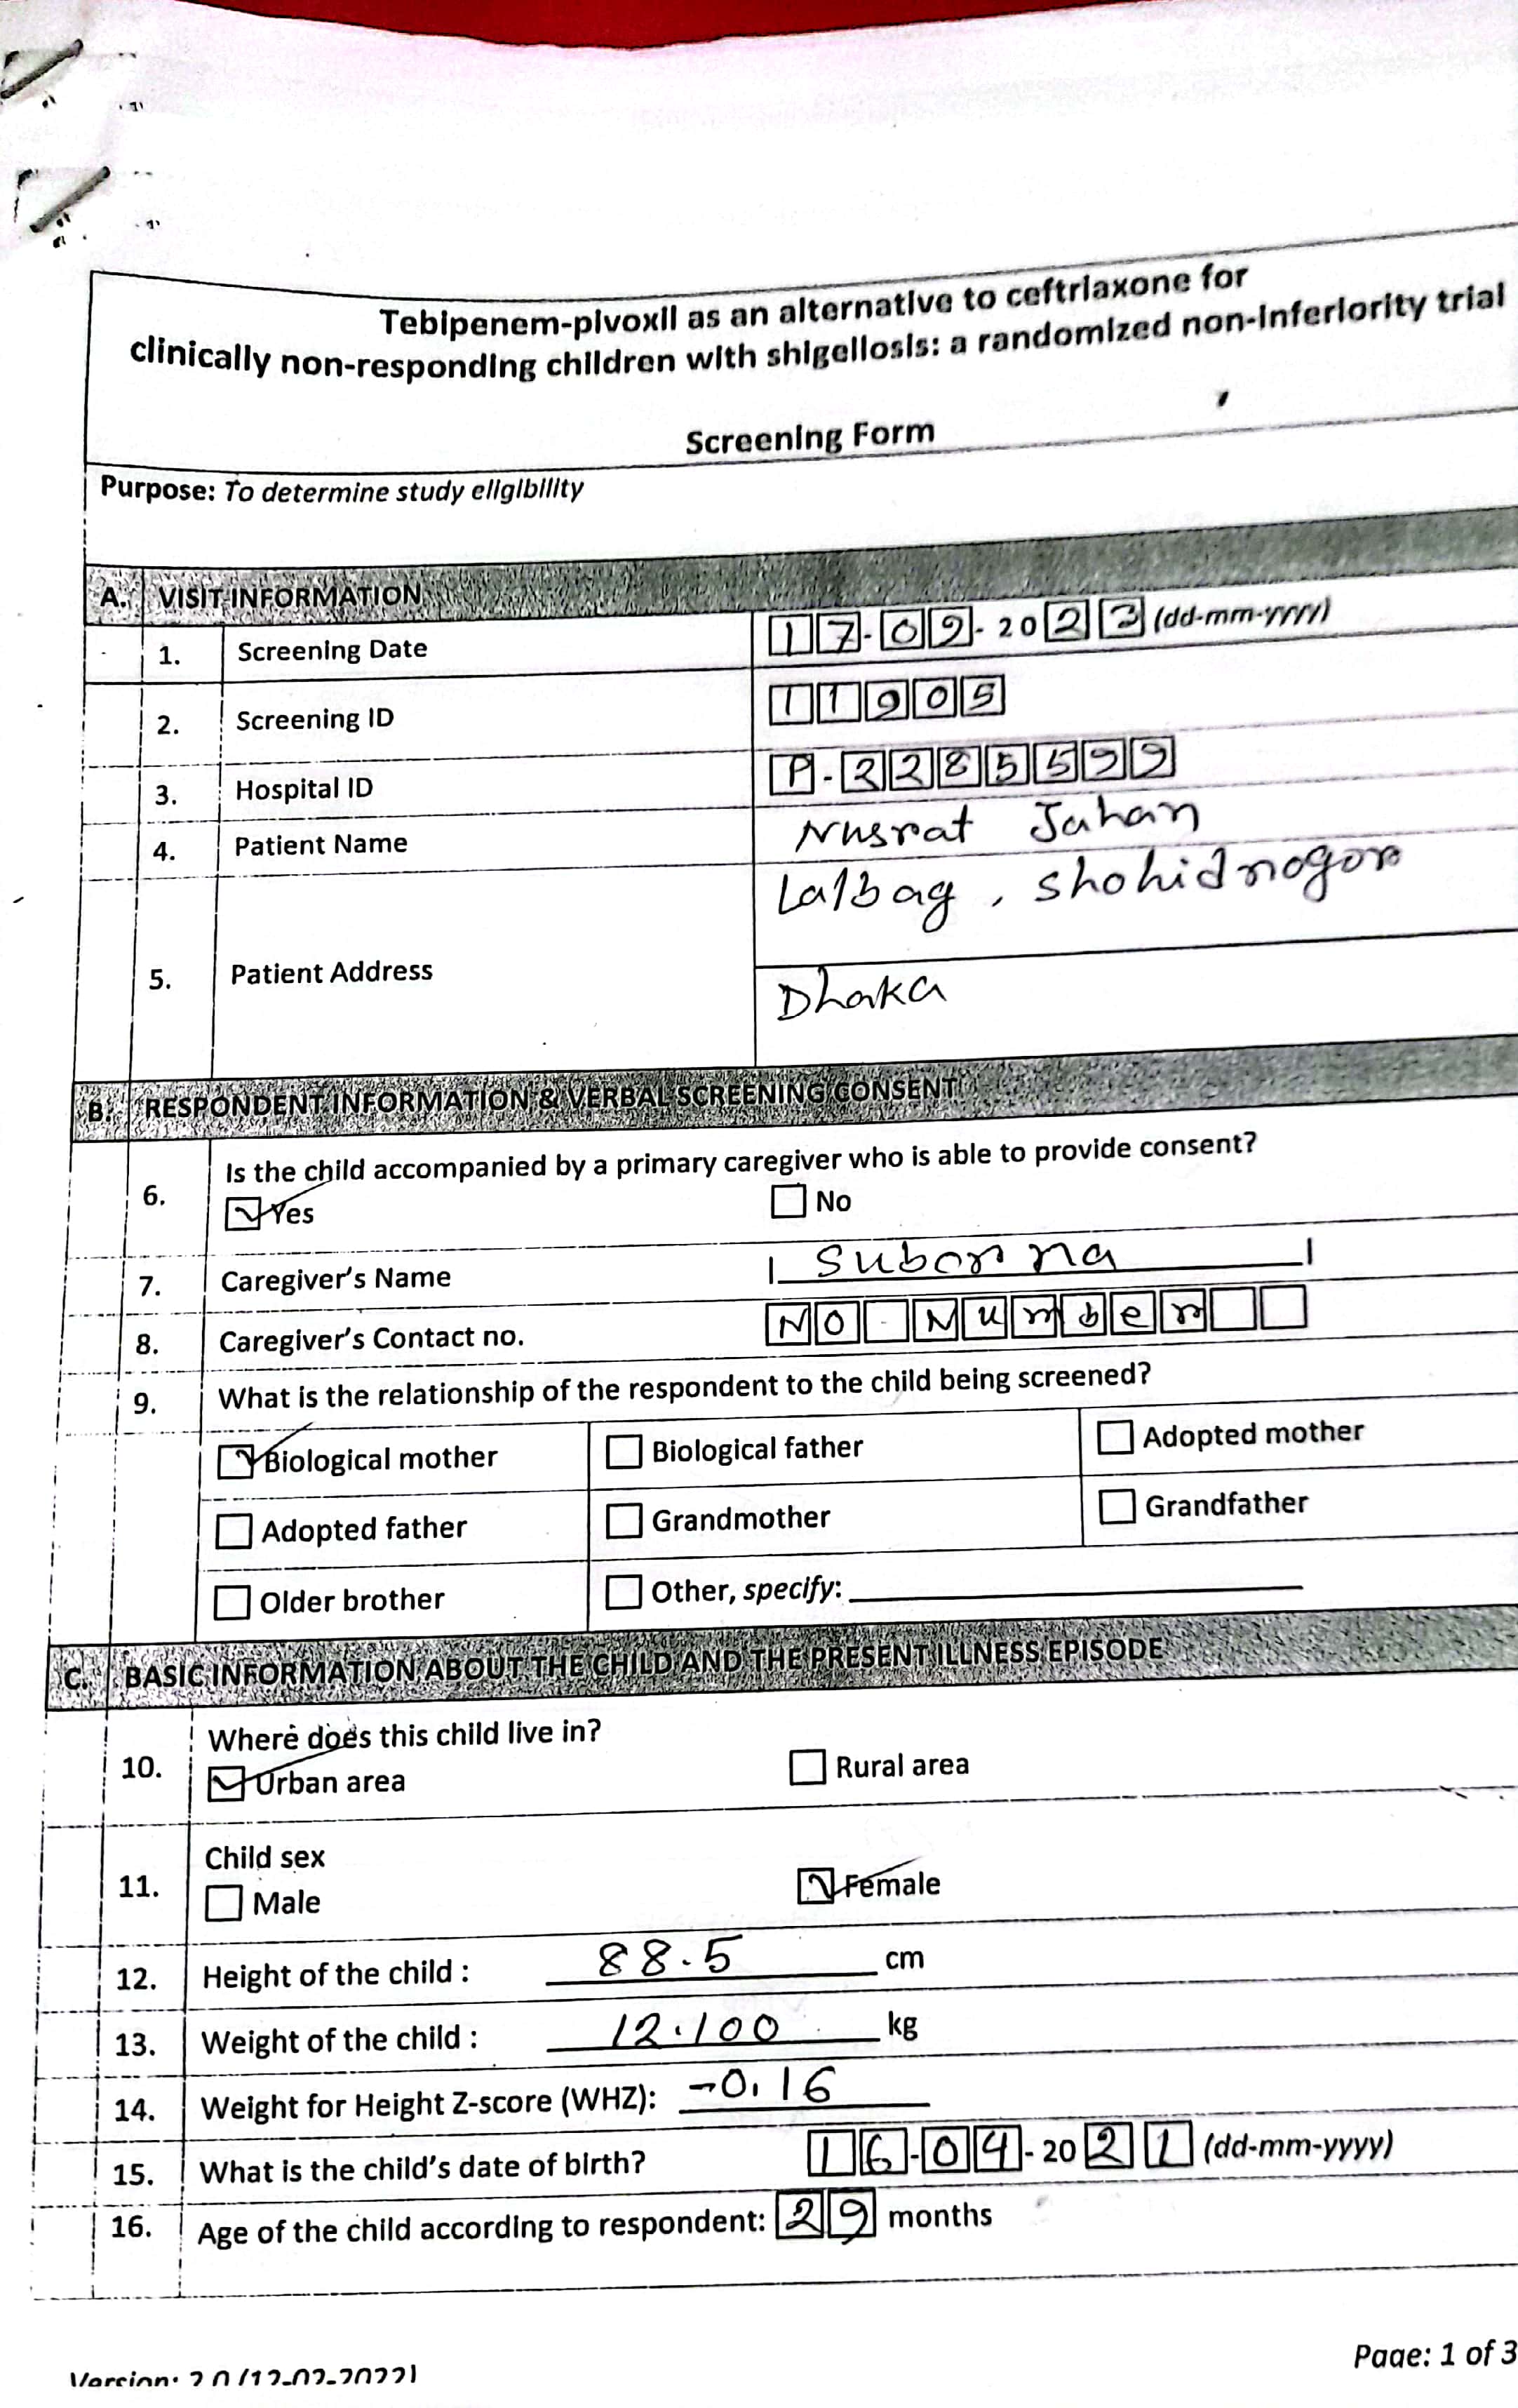 Tebipenem-pivoxil as an alternative to ceftriaxone for
clinically non-responding children with shigellosis: a randomized non-inferiority trial
Screening Form
Purpose: To determine study eligibility
A. VISIT INFORMATION
1. Screening Date 17-09-2023 (dd-mm-yyyy)
2. Screening ID 11905
3. Hospital ID P-2285599
4. Patient Name Nusrat Jahan
5. Patient Address Lalbag, Shohidnogor
Dhaka
B. RESPONDENT INFORMATION & VERBAL SCREENING CONSENT
6. Is the child accompanied by a primary caregiver who is able to provide consent?
Yes No
7. Caregiver's Name Suborna
8. Caregiver's Contact no. No Number
9. What is the relationship of the respondent to the child being screened?
Biological mother Biological father Adopted mother
Adopted father Grandmother Grandfather
Older brother Other, specify:
C. BASIC INFORMATION ABOUT THE CHILD AND THE PRESENT ILLNESS EPISODE
10. Where does this child live in?
Urban area Rural area
11. Child sex
Male Female
12. Height of the child : 88.5 cm
13. Weight of the child : 12.100 kg
14. Weight for Height Z-score (WHZ): -0.16
15. What is the child's date of birth? 16-04-2021 (dd-mm-yyyy)
16. Age of the child according to respondent: 29 months
Page: 1 of 3
Version: 2.0 (12-02-2022)